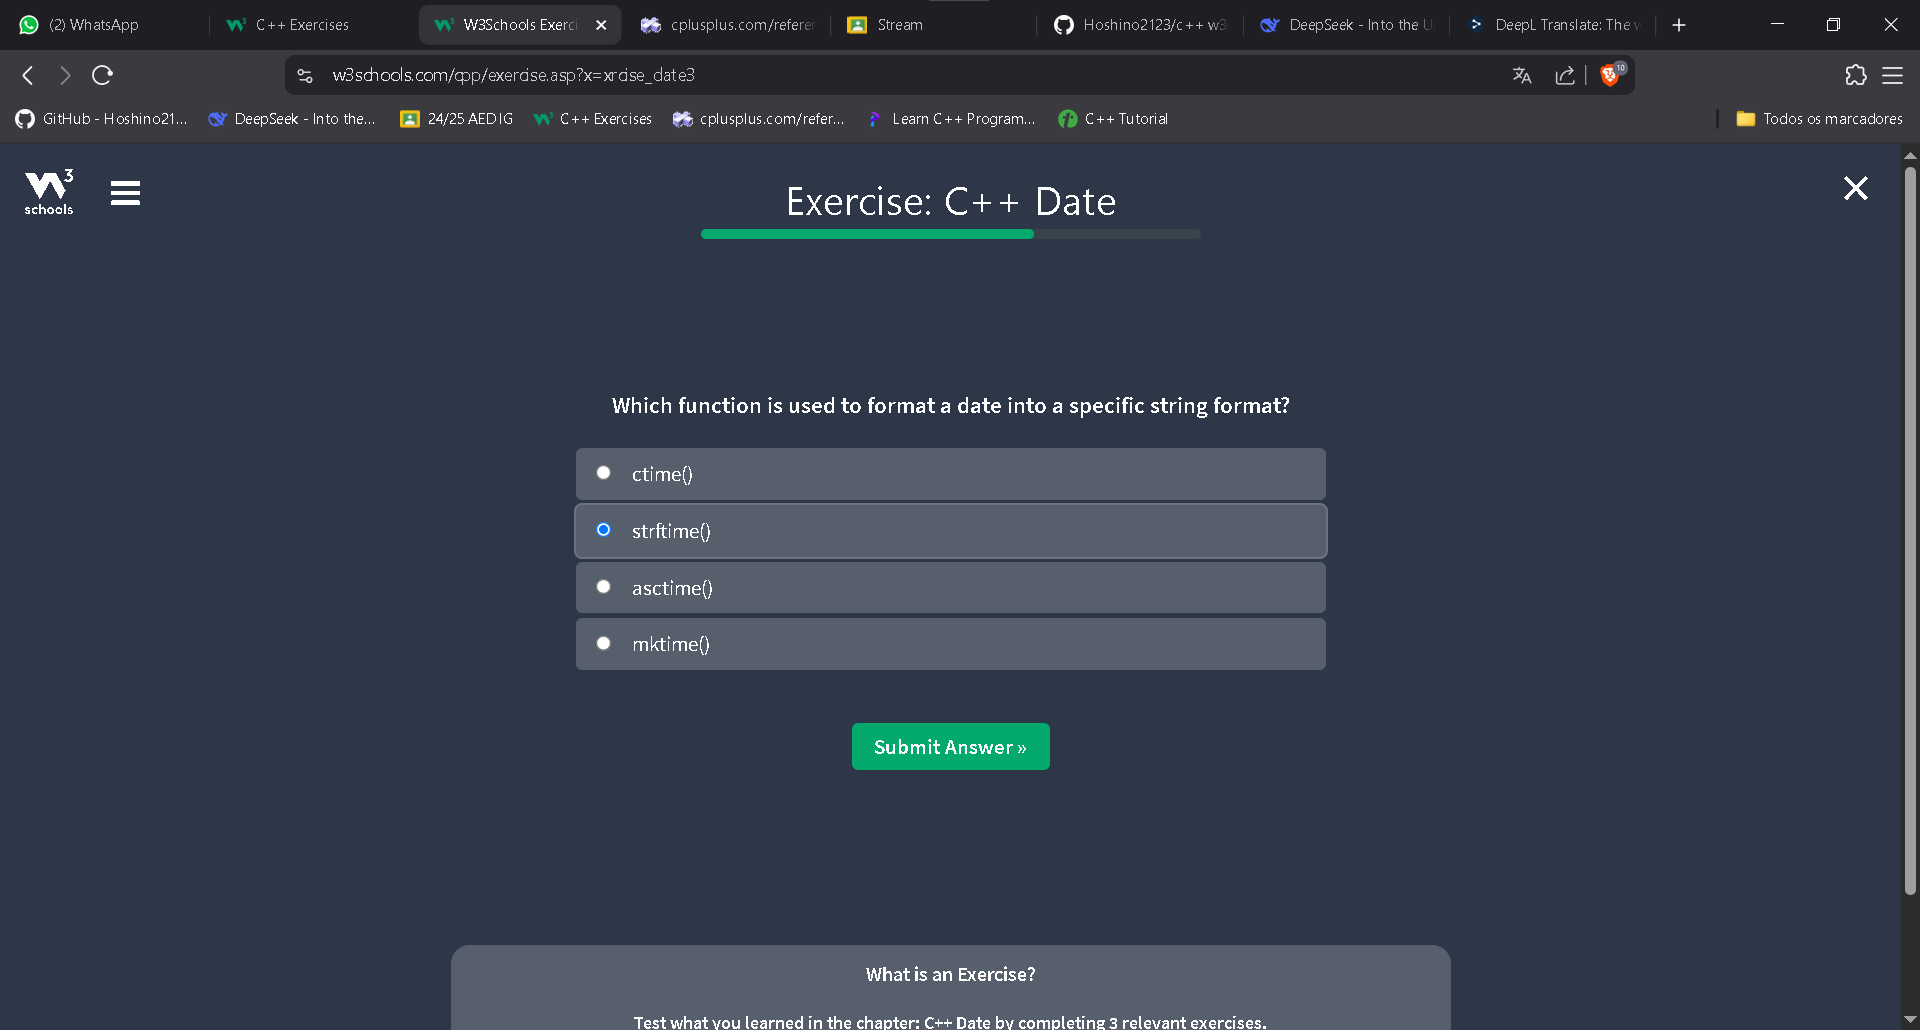 (2) WhatsApp
C++ Exercises
W3Schools Exerci
cplusplus.com/referer
Stream
Hoshino2123/c++ w3
DeepSeek - Into the U
DeepL Translate: The w
w3schools.com/cpp/exercise.asp?x=xrcise_date3
10
GitHub - Hoshino21...
DeepSeek - Into the...
24/25 AEDIG
C++ Exercises
cplusplus.com/refer...
Learn C++ Program...
C++ Tutorial
Todos os marcadores
W3
schools
Exercise: C++ Date
Which function is used to format a date into a specific string format?
ctime()
strftime()
asctime()
mktime()
Submit Answer »
What is an Exercise?
Test what you learned in the chapter: C++ Date by completing 3 relevant exercises.